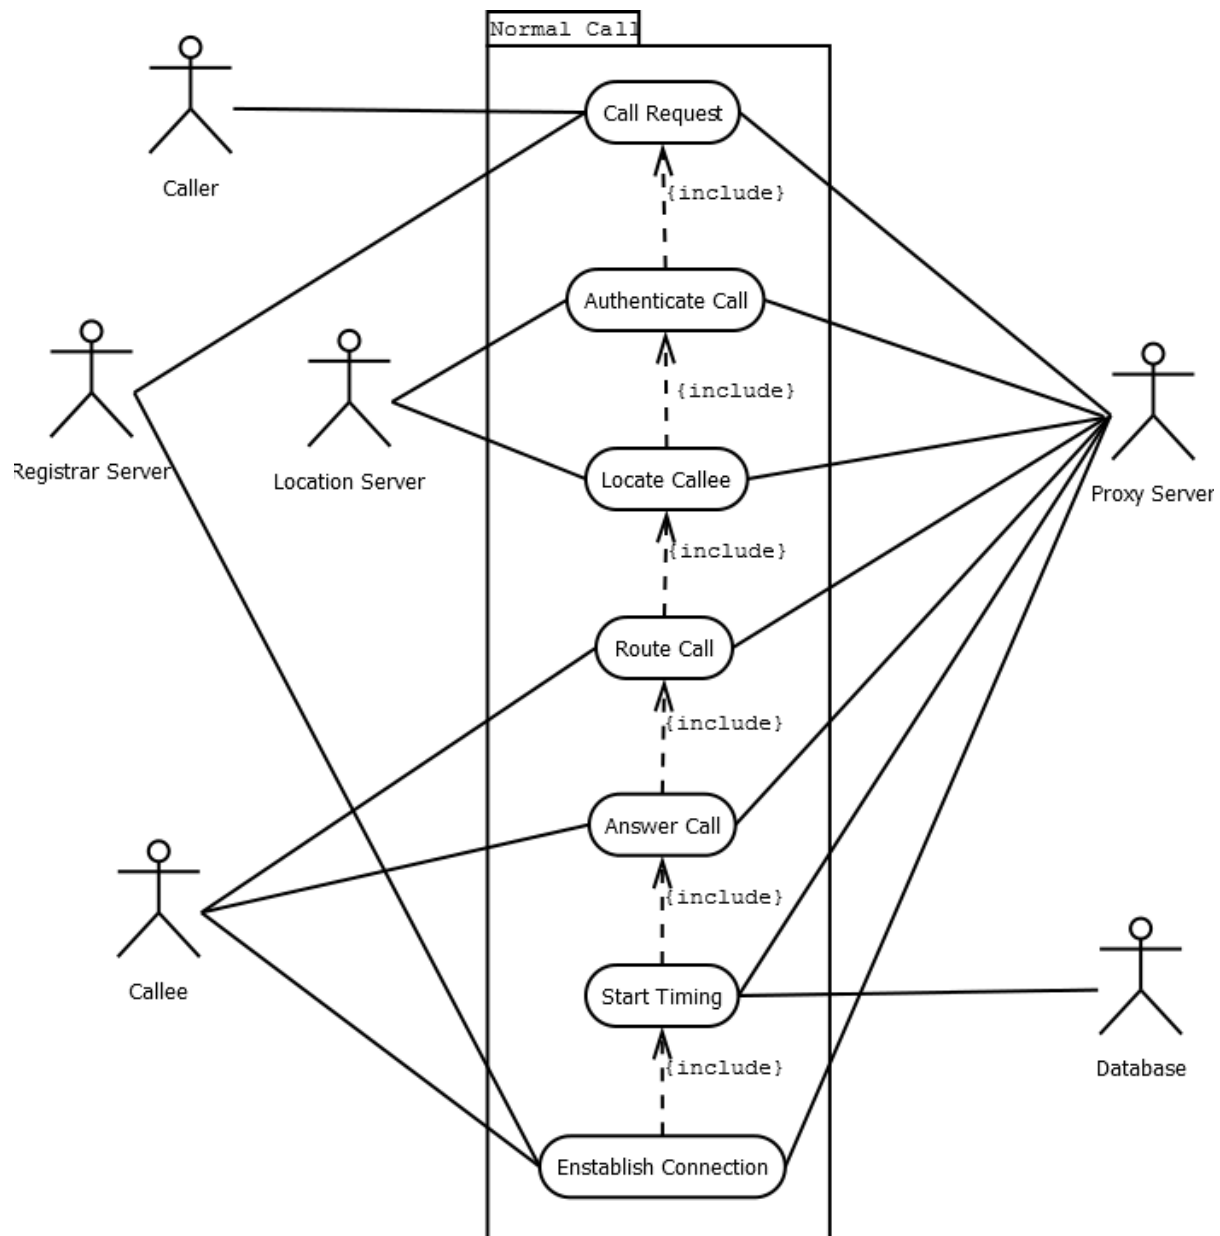 Normal Call
Call Request
Caller
{include}
Authenticate Call
{include}
Registrar Server
Location Server
Locate Callee
Proxy Server
{include}
Route Call
{include}
Answer Call
{include}
Callee
Start Timing
{include}
Database
Enstablish Connection